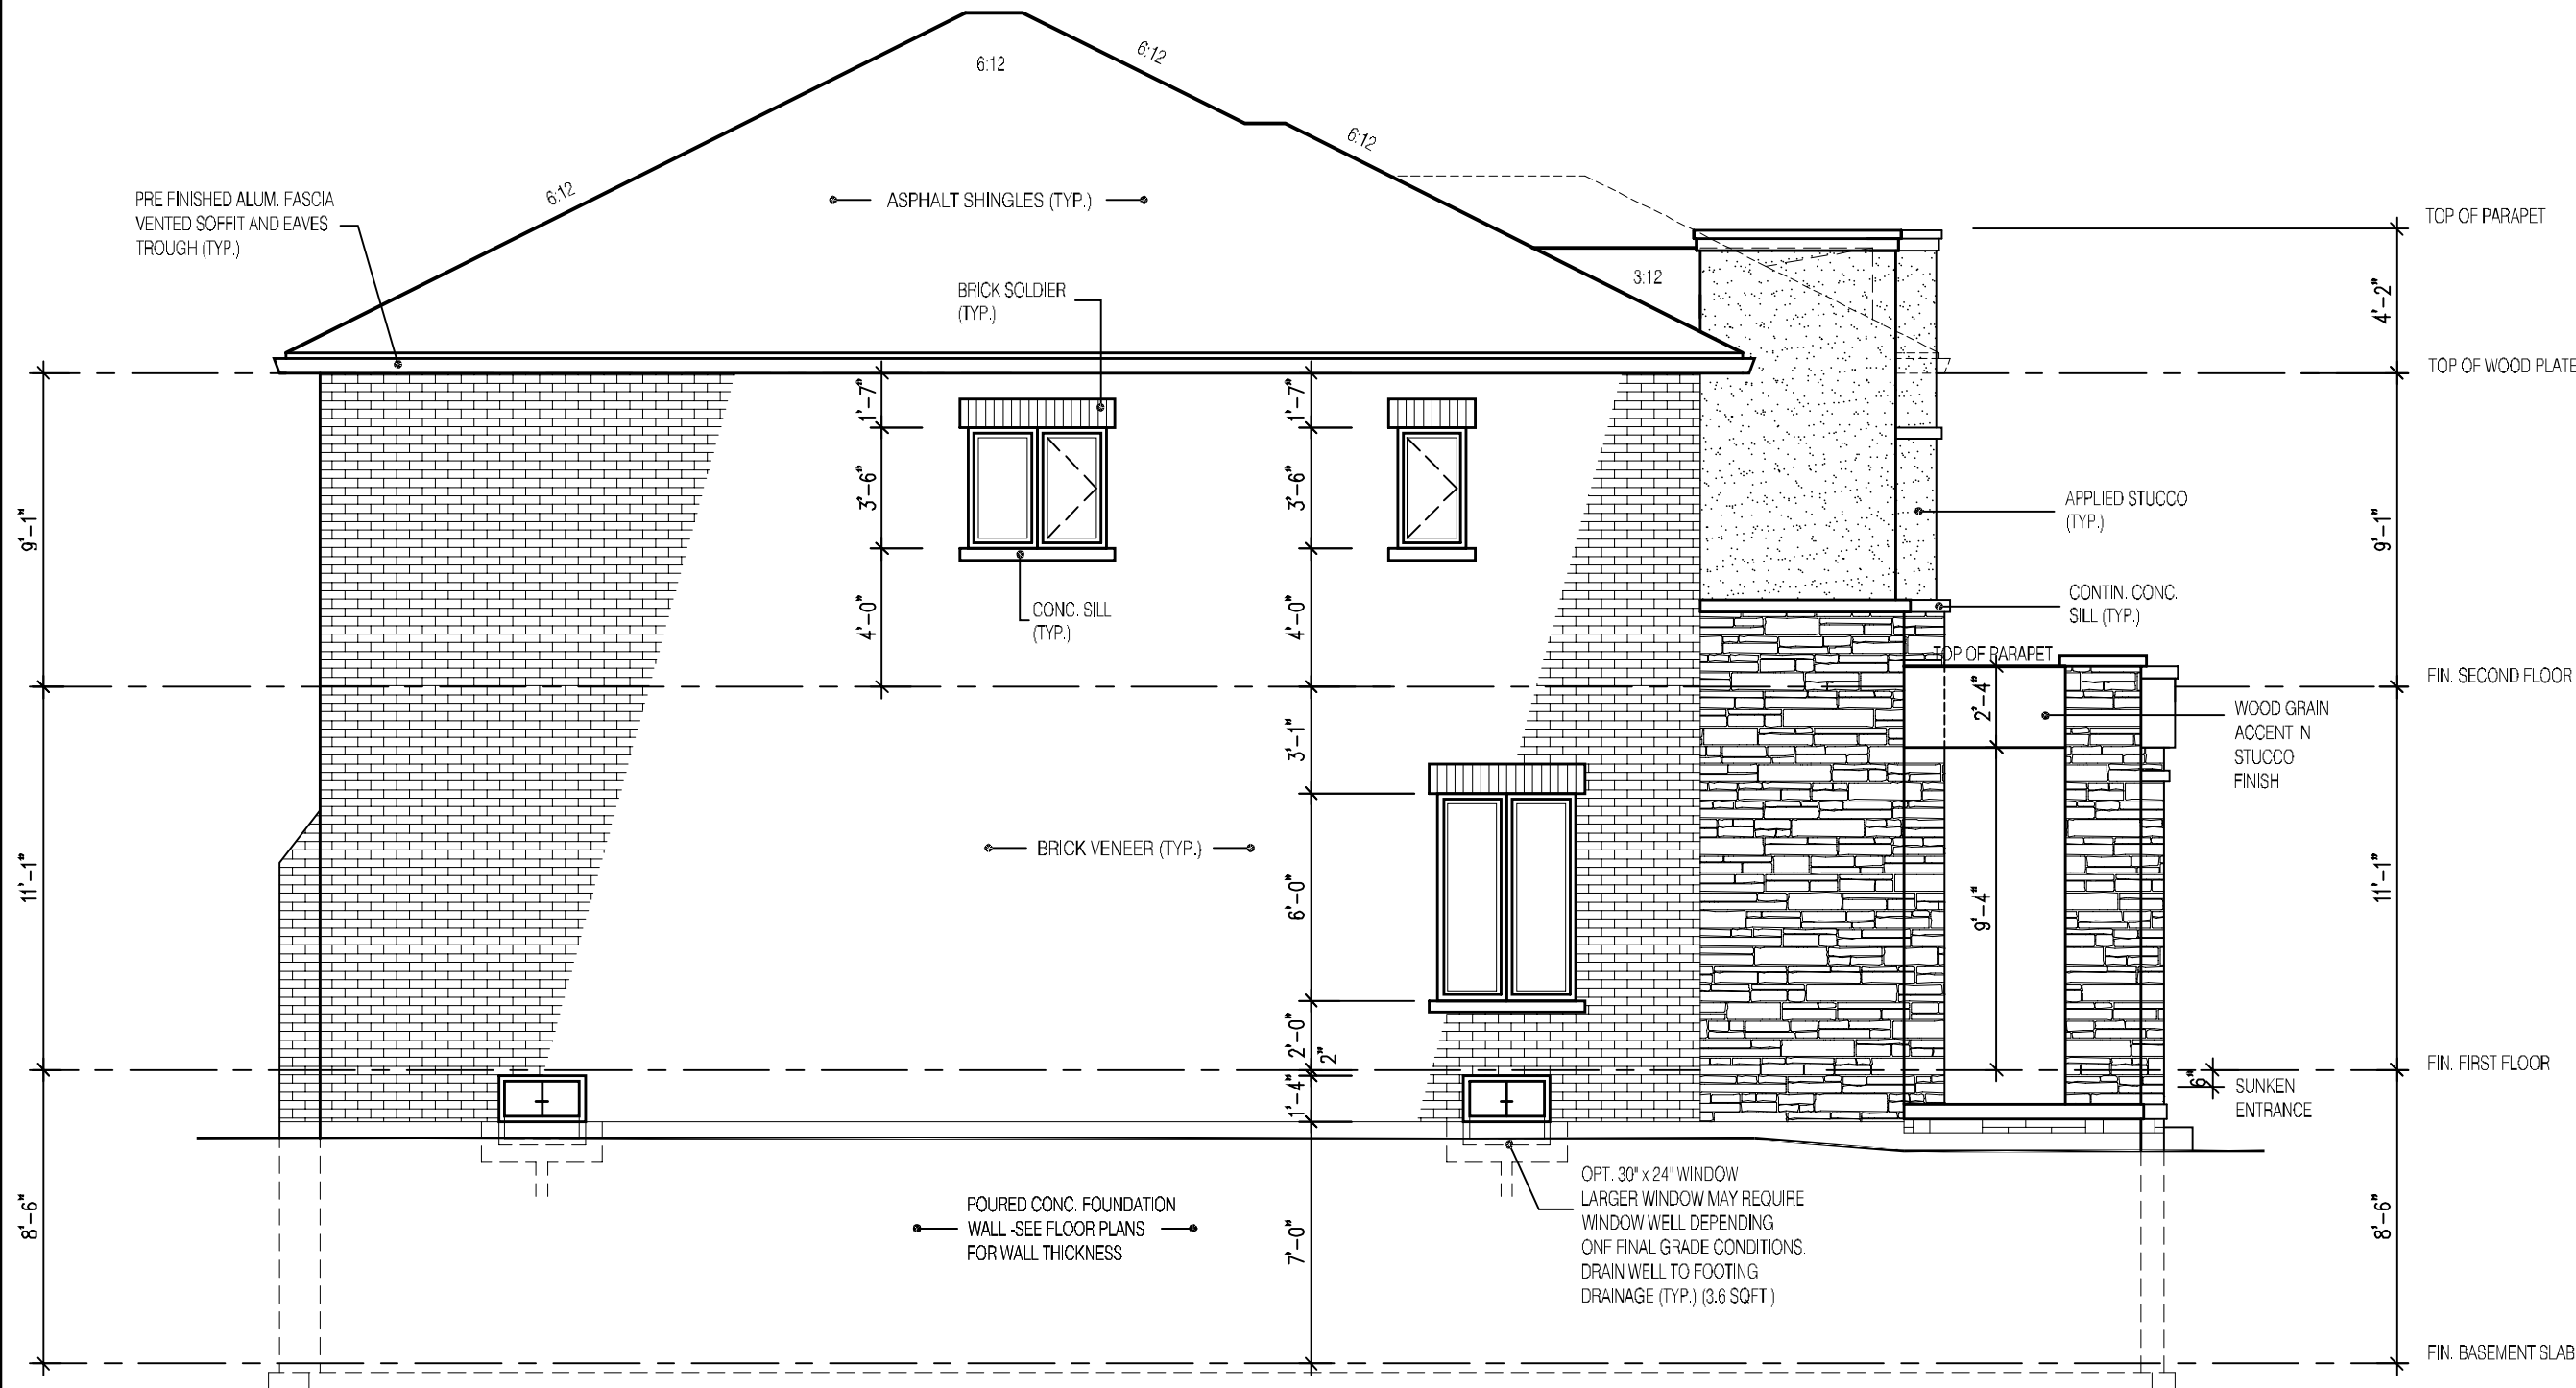 6:12
6:12
6:12
6:12
PRE FINISHED ALUM. FASCIA
VENTED SOFFIT AND EAVES
TROUGH (TYP.)
ASPHALT SHINGLES (TYP.)
TOP OF PARAPET
BRICK SOLDIER
(TYP.)
3:12
4'-2"
TOP OF WOOD PLATE
1'-7"
1'-7"
3'-6"
3'-6"
9'-1"
9'-1"
APPLIED STUCCO
(TYP.)
CONC. SILL
(TYP.)
4'-0"
4'-0"
CONTIN. CONC.
SILL (TYP.)
TOP OF PARAPET
FIN. SECOND FLOOR
2'-4"
WOOD GRAIN
ACCENT IN
STUCCO
FINISH
3'-1"
BRICK VENEER (TYP.)
11'-1"
11'-1"
6'-0"
9'-4"
2'-0"
2"
FIN. FIRST FLOOR
1'-4"
6"
SUNKEN
ENTRANCE
OPT. 30" x 24" WINDOW
LARGER WINDOW MAY REQUIRE
WINDOW WELL DEPENDING
ONF FINAL GRADE CONDITIONS.
DRAIN WELL TO FOOTING
DRAINAGE (TYP.) (3.6 SQFT.)
POURED CONC. FOUNDATION
WALL -SEE FLOOR PLANS
FOR WALL THICKNESS
8'-6"
7'-0"
8'-6"
FIN. BASEMENT SLAB